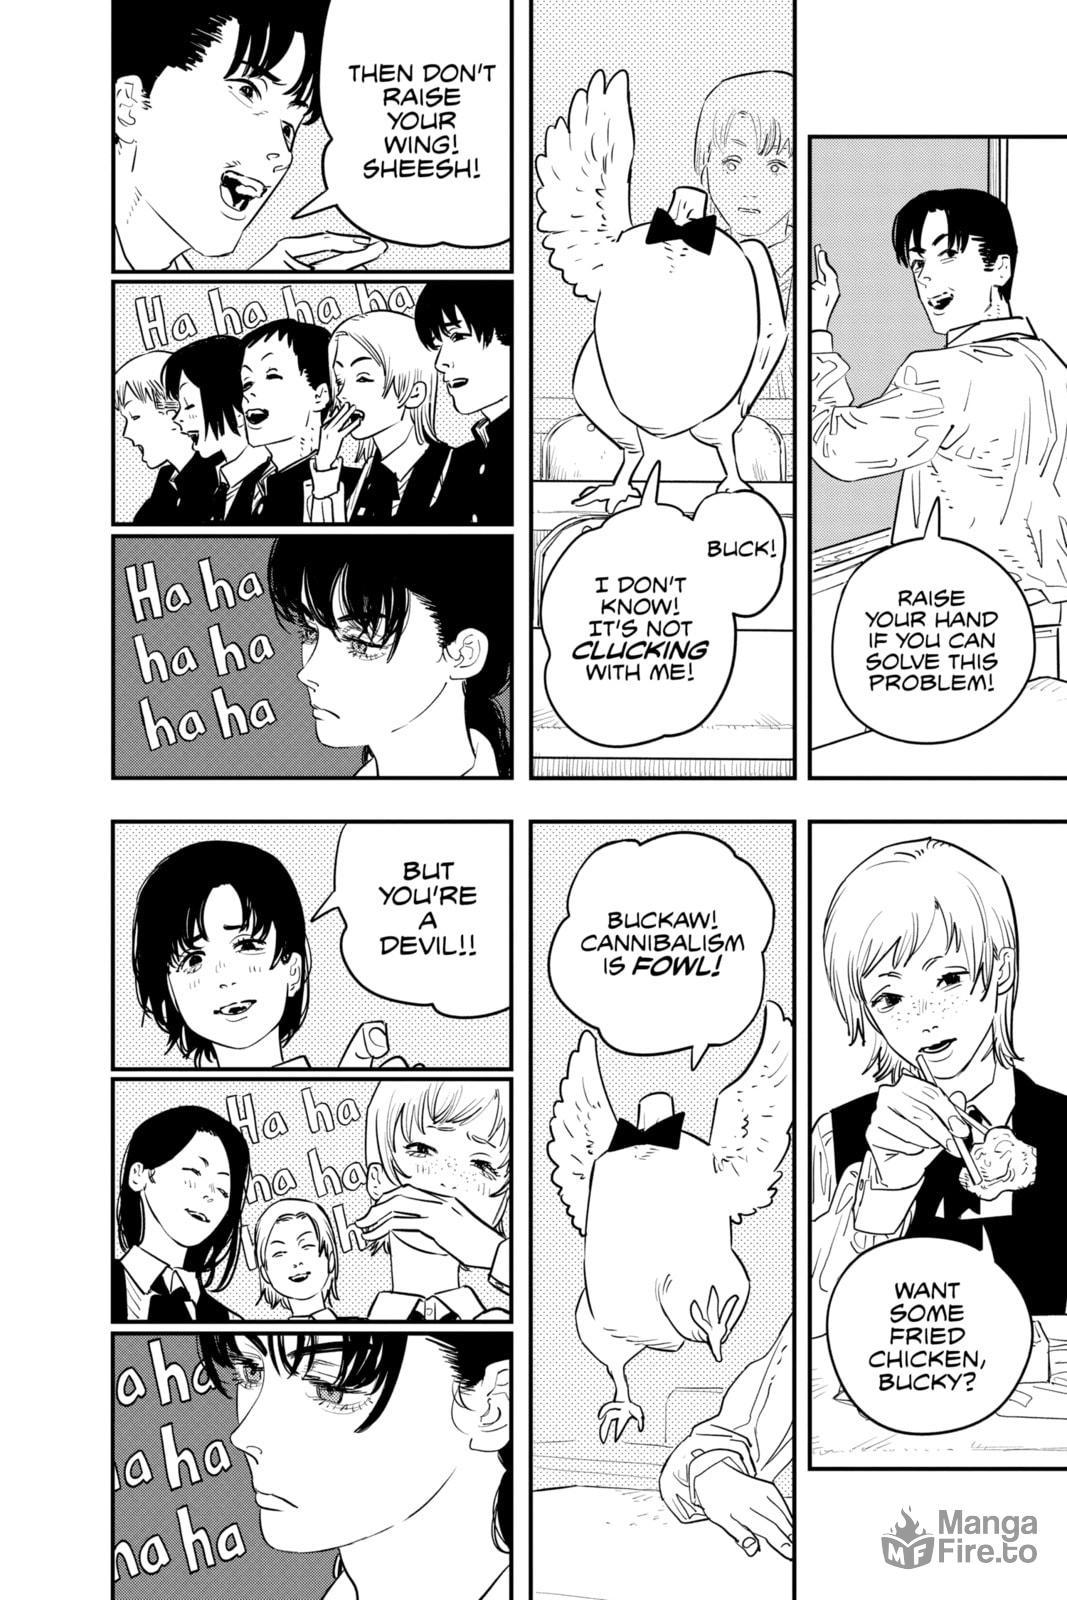 RAISE
YOUR HAND
IF YOU CAN
SOLVE THIS
PROBLEM!
BUCK!
I DON'T
KNOW!
IT'S NOT
CLUCKING
WITH ME!
THEN DON'T
RAISE
YOUR
WING!
SHEESH!
Ha ha ha ha
Ha ha
ha ha
ha ha
WANT
SOME
FRIED
CHICKEN,
BUCKY?
BUCKAW!
CANNIBALISM
IS FOWL!
BUT
YOU'RE
A
DEVIL!!
Ha ha
ha ha
ha ha
ha ha
ha ha
Manga
Fire.to
MF